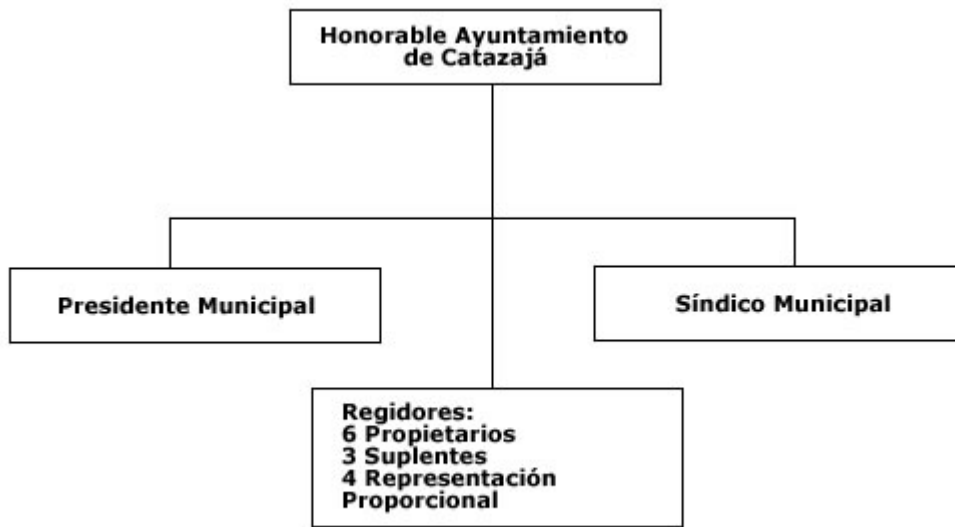 Honorable Ayuntamiento
de Catazajá
Presidente Municipal
Síndico Municipal
Regidores:
6 Propietarios
3 Suplentes
4 Representación
Proporcional